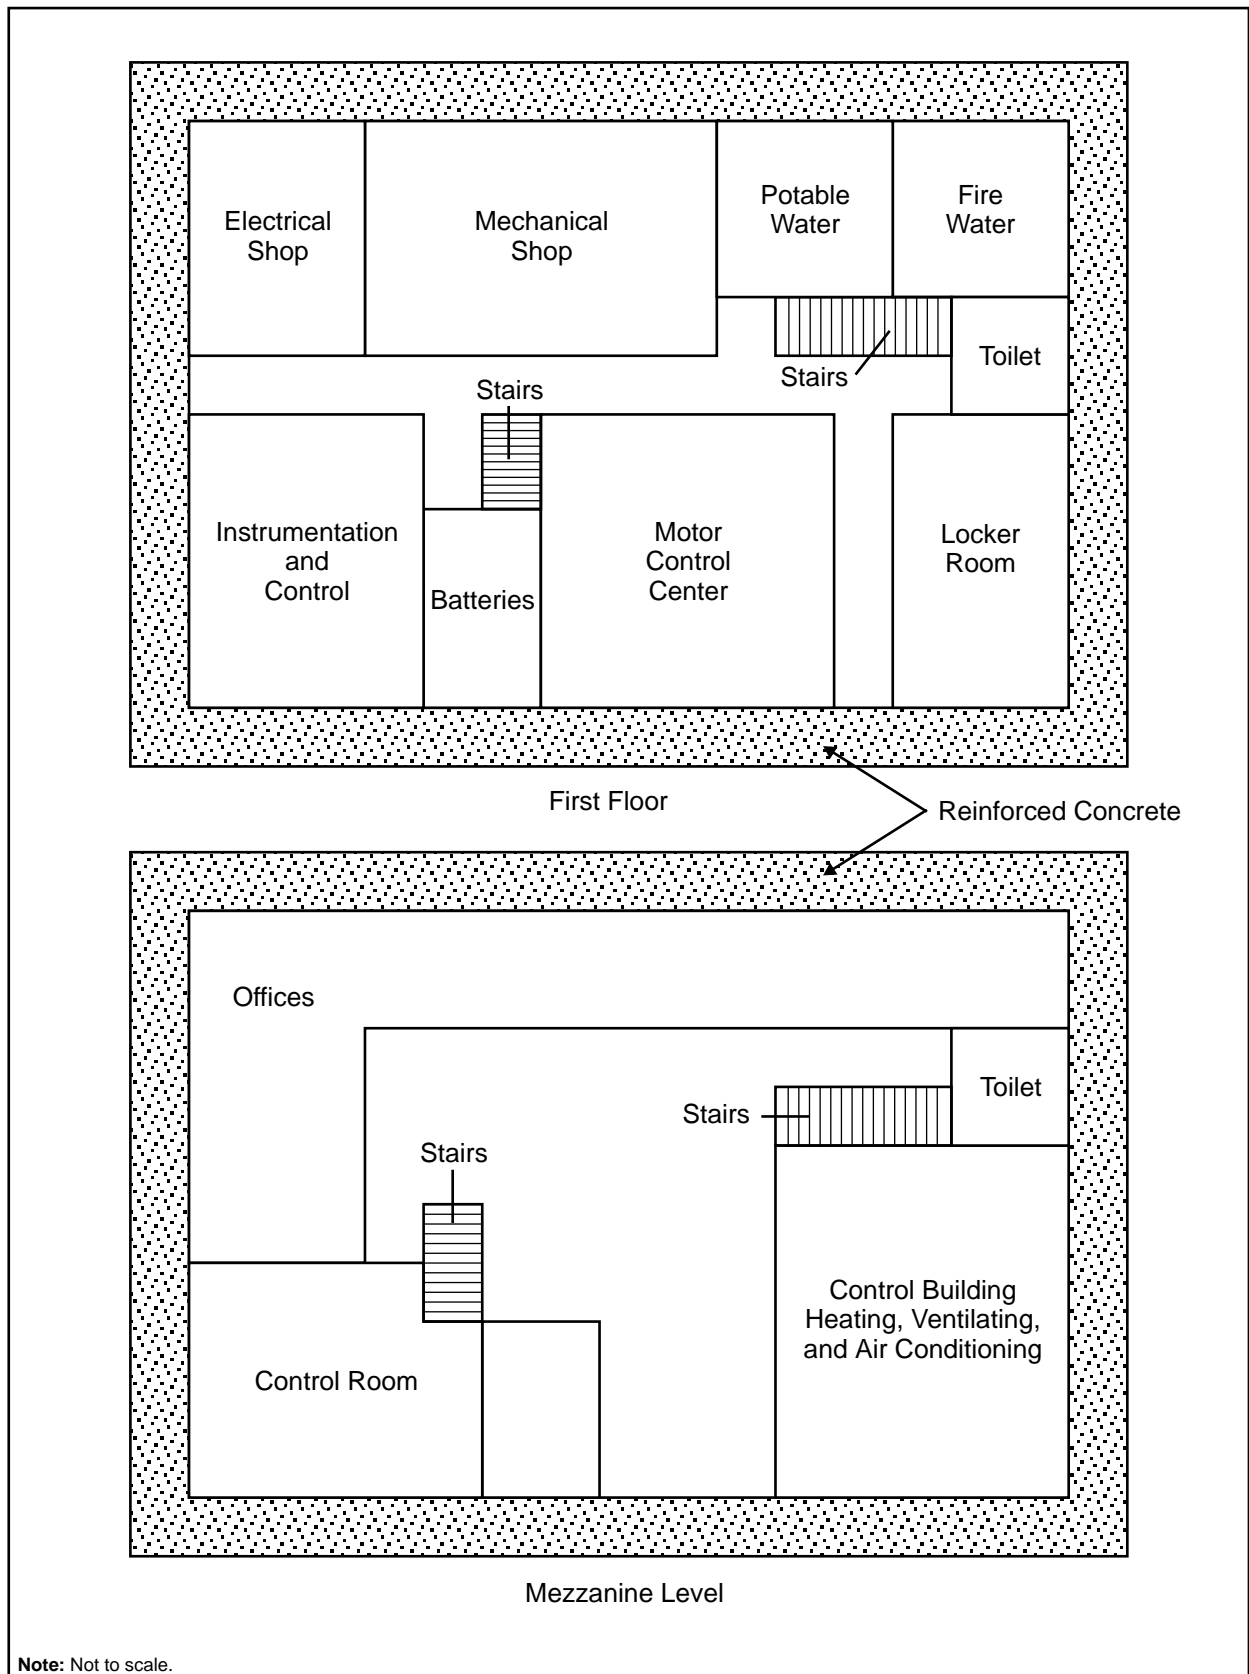 Electrical
Shop
Mechanical
Shop
Potable
Water
Fire
Water
Toilet
Stairs
Stairs
Instrumentation
and
Control
Batteries
Motor
Control
Center
Locker
Room
First Floor
Reinforced Concrete
Offices
Toilet
Stairs
Stairs
Control Building
Heating, Ventilating,
and Air Conditioning
Control Room
Mezzanine Level
Note: Not to scale.